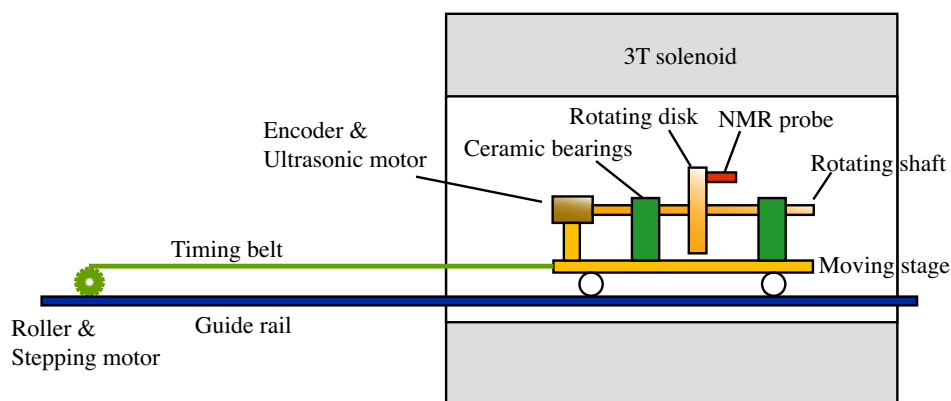 3T solenoid
Encoder &
Ultrasonic motor
Rotating disk
NMR probe
Ceramic bearings
Rotating shaft
Timing belt
Moving stage
Roller &
Stepping motor
Guide rail